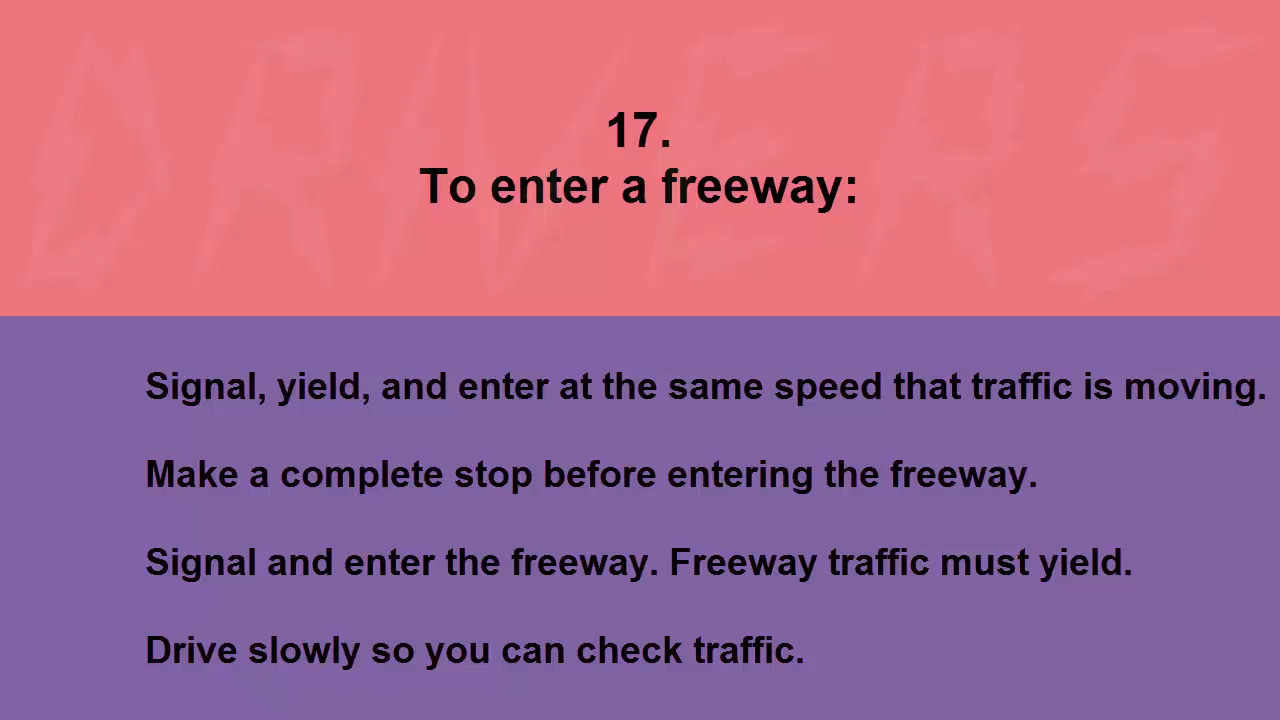 DRIVERS
17.
To enter a freeway:
Signal, yield, and enter at the same speed that traffic is moving.
Make a complete stop before entering the freeway.
Signal and enter the freeway. Freeway traffic must yield.
Drive slowly so you can check traffic.